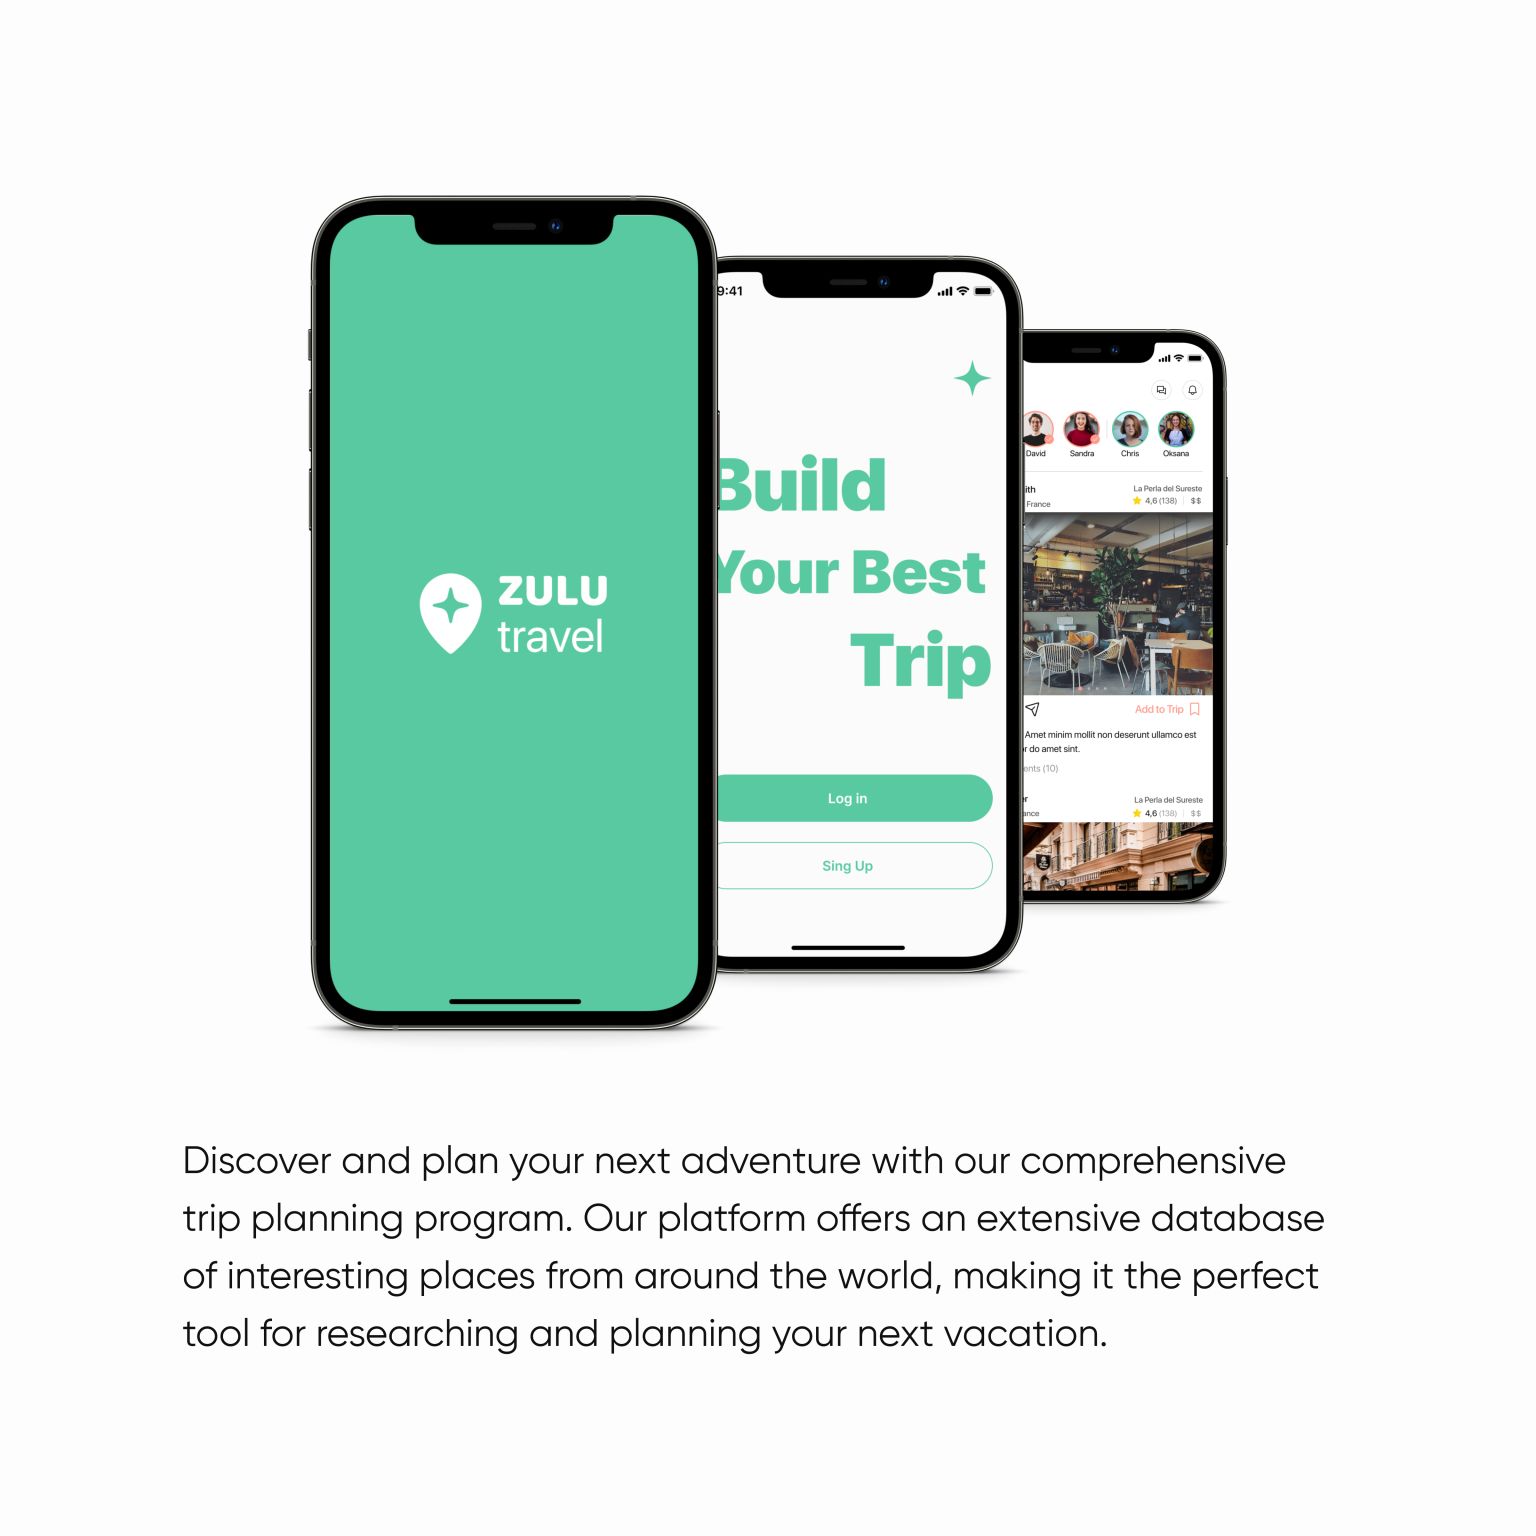 ZULU
travel
9:41
Build
Your Best
Trip
Log in
Sing Up
David Sandra Chris Oksana
La Perla del Sureste
France 4,6 (138) $$
Add to Trip
Amet minim mollit non deserunt ullamco est
do amet sint.
(10)
La Perla del Sureste
4,6 (138) $$
Discover and plan your next adventure with our comprehensive
trip planning program. Our platform offers an extensive database
of interesting places from around the world, making it the perfect
tool for researching and planning your next vacation.